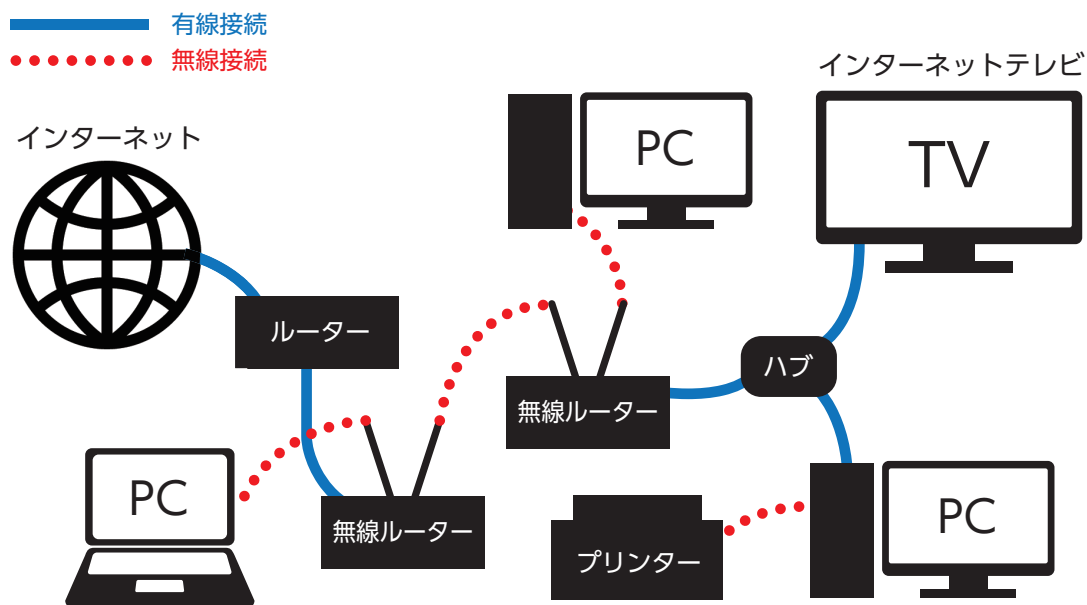 有線接続
無線接続
インターネットテレビ
インターネット
PC
TV
ルーター
ハブ
無線ルーター
PC
無線ルーター
PC
プリンター